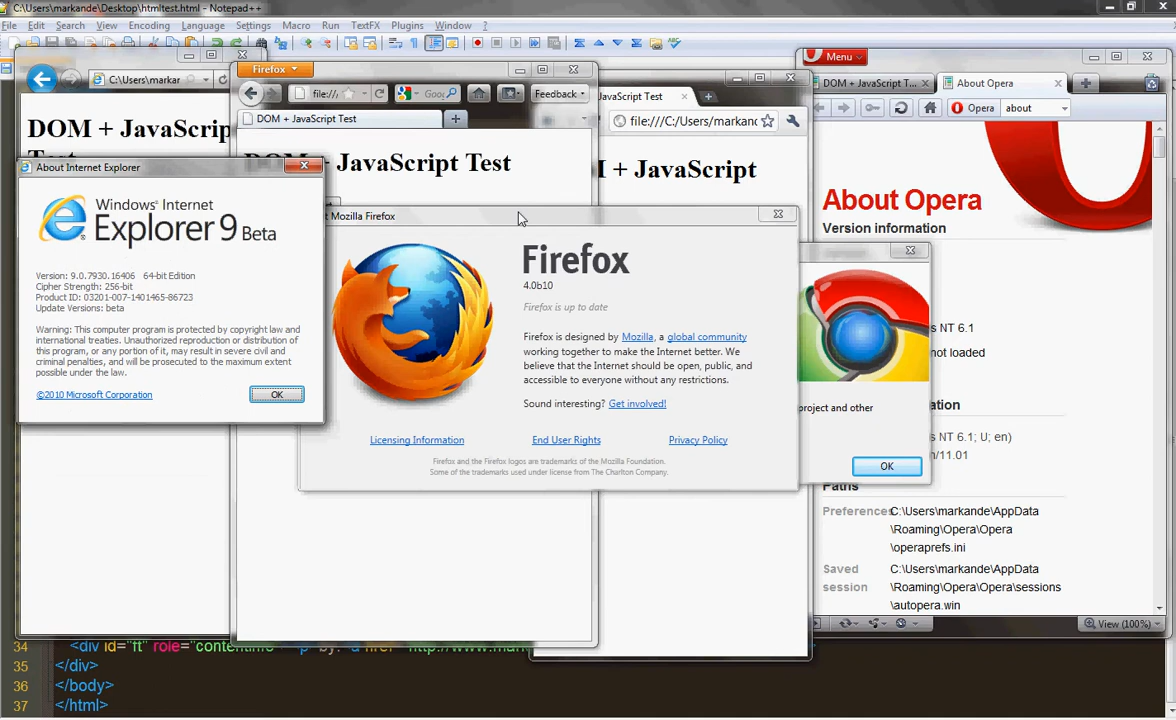 C:\Users\markande\Desktop\htmltest.html - Notepad++
File Edit Search View Encoding Language Settings Macro Run TextFX Plugins Window ?
C:\Users\markar
DOM + JavaScrip
About Internet Explorer
Windows Internet
Explorer 9 Beta
Version: 9.0.7930.16406 64-bit Edition
Cipher Strength: 256-bit
Product ID: 03201-007-1401465-86723
Update Versions: beta
Warning: This computer program is protected by copyright law and
international treaties. Unauthorized reproduction or distribution of
this program, or any portion of it, may result in severe civil and
criminal penalties, and will be prosecuted to the maximum extent
possible under the law.
©2010 Microsoft Corporation
OK
Firefox
file://
Goo
Feedback
DOM + JavaScript Test
JavaScript Test
Mozilla Firefox
Firefox
4.0b10
Firefox is up to date
Firefox is designed by Mozilla, a global community
working together to make the Internet better. We
believe that the Internet should be open, public, and
accessible to everyone without any restrictions.
Sound interesting? Get involved!
Licensing Information End User Rights Privacy Policy
Firefox and the Firefox logos are trademarks of the Mozilla Foundation.
Some of the trademarks used under license from The Charlton Company.
JavaScript Test
file:///C:/Users/markand
+ JavaScript
project and other
OK
Menu
DOM + JavaScript T...
About Opera
Opera about
About Opera
Version information
s NT 6.1
not loaded
ation
s NT 6.1; U; en)
/11.01
Paths
Preferences C:\Users\markande\AppData
\Roaming\Opera\Opera
\operaprefs.ini
Saved C:\Users\markande\AppData
session \Roaming\Opera\Opera\sessions
\autopera.win
View (100%)
34 <div id="ft" role="contentinfo
35 </div>
36 </body>
37 </html>